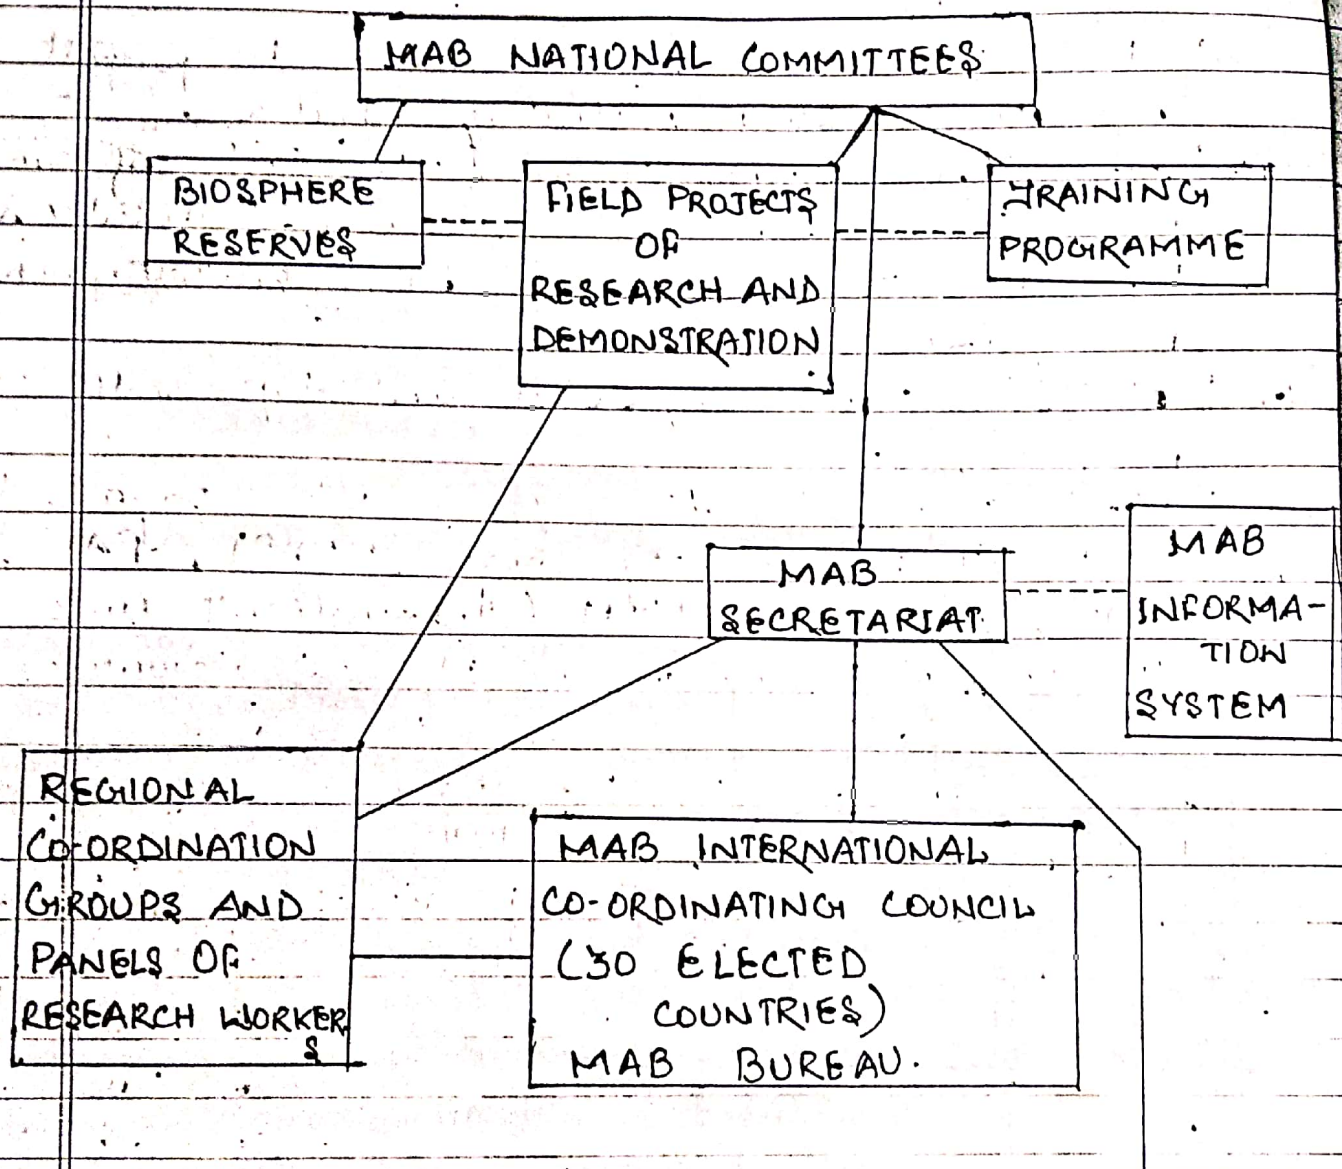 MAB NATIONAL COMMITTEES
BIOSPHERE
RESERVES
FIELD PROJECTS
OF
RESEARCH AND
DEMONSTRATION
TRAINING
PROGRAMME
MAB
SECRETARIAT
MAB
INFORMA-
TION
SYSTEM
REGIONAL
CO-ORDINATION
GROUPS AND
PANELS OF
RESEARCH WORKER
S
MAB INTERNATIONAL
CO-ORDINATING COUNCIL
(30 ELECTED
COUNTRIES)
MAB BUREAU.